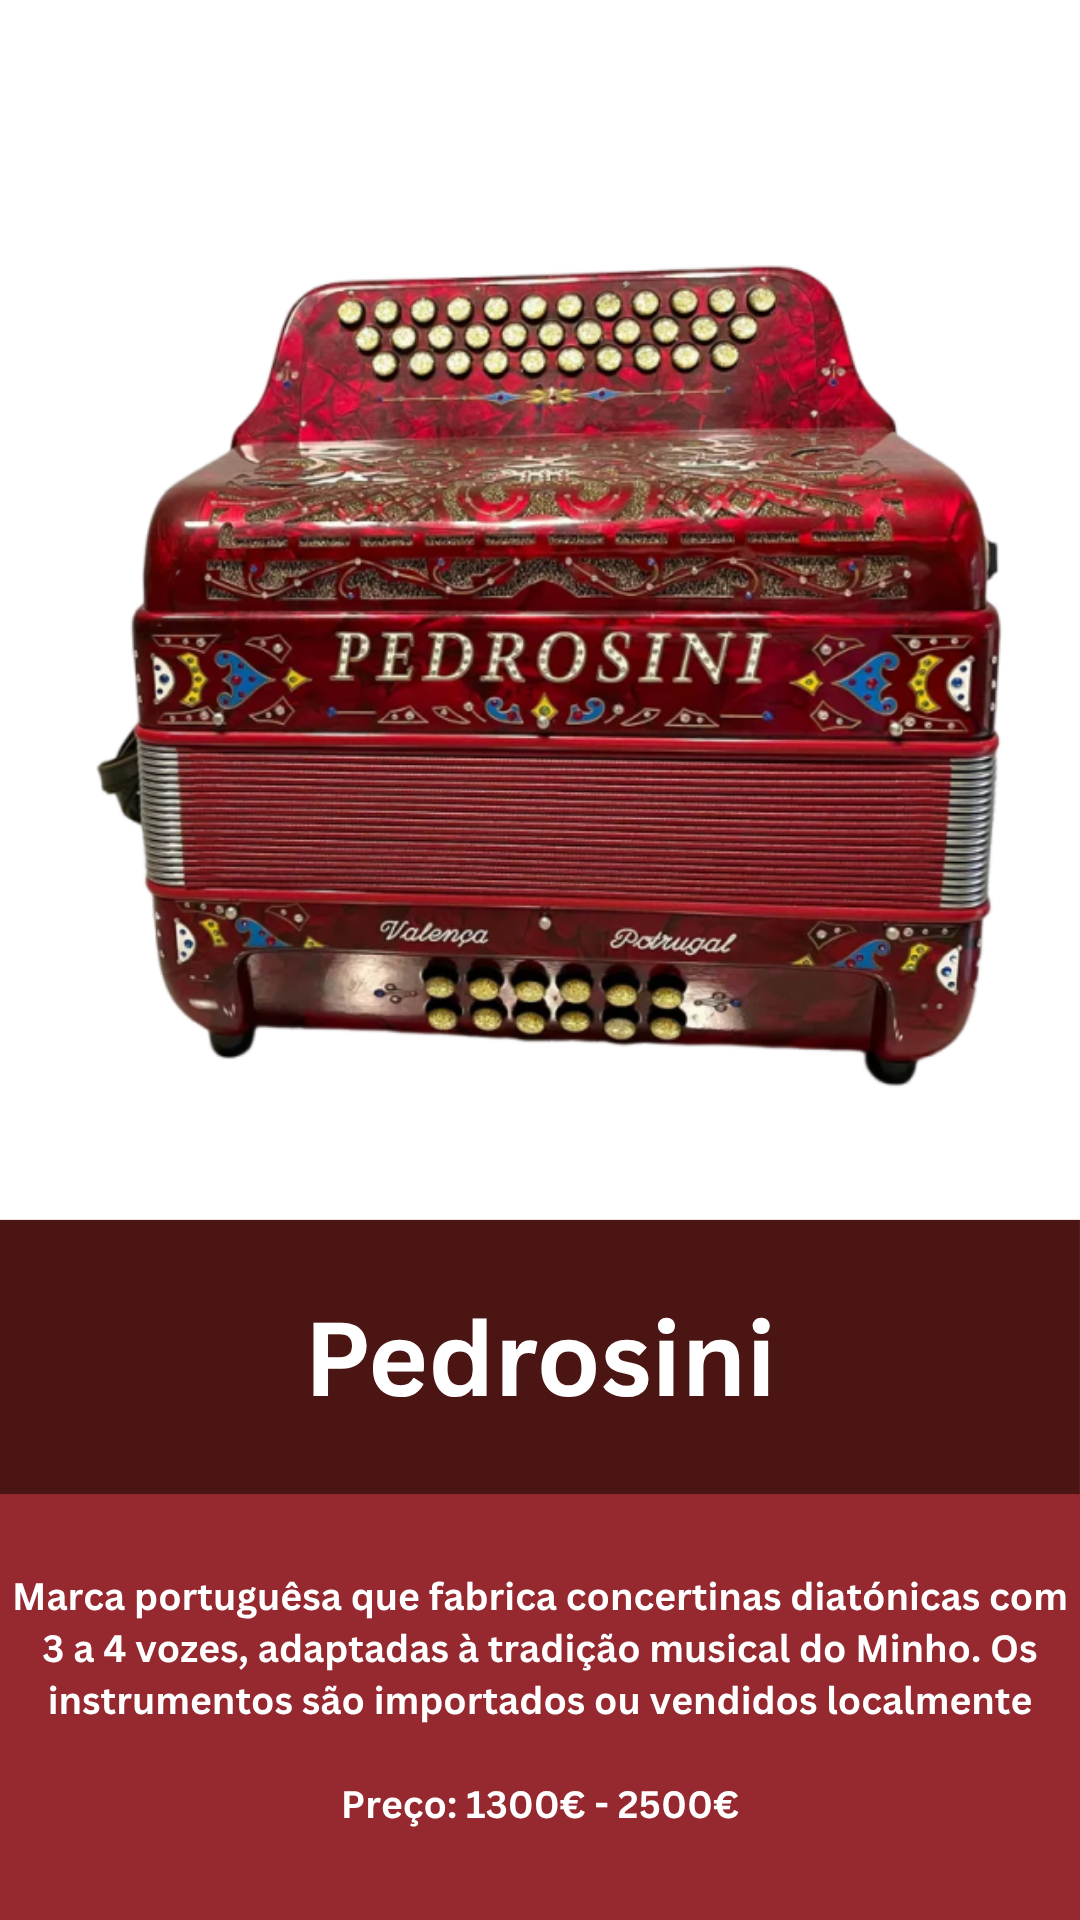 PEDROSINI
Valença Potrugal
Pedrosini
Marca portuguêsa que fabrica concertinas diatónicas com
3 a 4 vozes, adaptadas à tradição musical do Minho. Os
instrumentos são importados ou vendidos localmente
Preço: 1300€ - 2500€